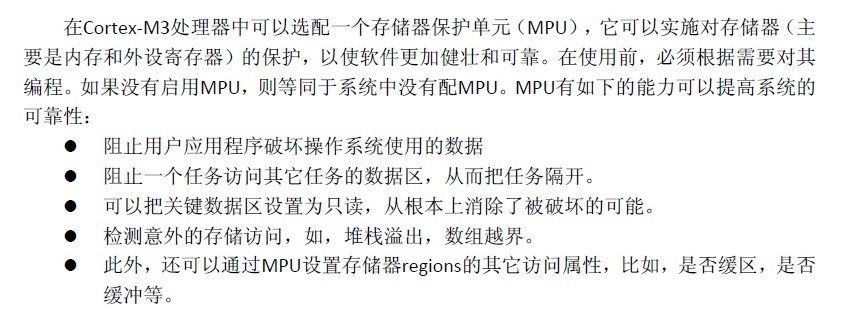 在Cortex-M3处理器中可以选配一个存储器保护单元（MPU），它可以实施对存储器（主
要是内存和外设寄存器）的保护，以使软件更加健壮和可靠。在使用前，必须根据需要对其
编程。如果没有启用MPU，则等同于系统中没有配MPU。MPU有如下的能力可以提高系统的
可靠性：
● 阻止用户应用程序破坏操作系统使用的数据
● 阻止一个任务访问其它任务的数据区，从而把任务隔开。
● 可以把关键数据区设置为只读，从根本上消除了被破坏的可能。
● 检测意外的存储访问，如，堆栈溢出，数组越界。
● 此外，还可以通过MPU设置存储器regions的其它访问属性，比如，是否缓区，是否
缓冲等。